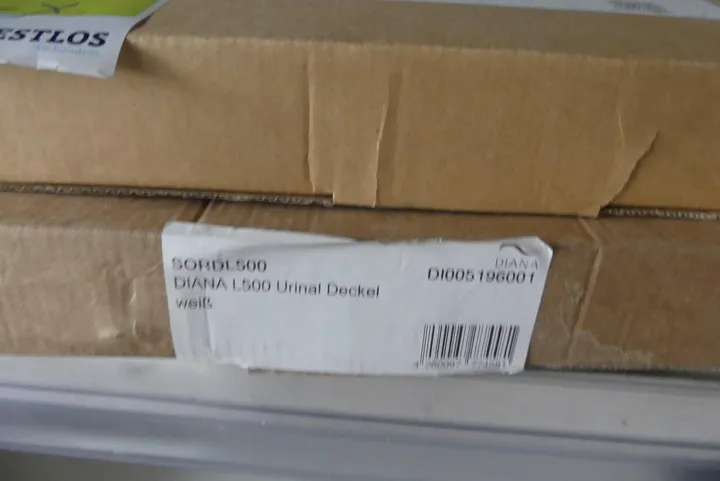 ESTLOS
SORDL500
DIANA L500 Urinal Deckel
weiß
DIANA
DI005196001